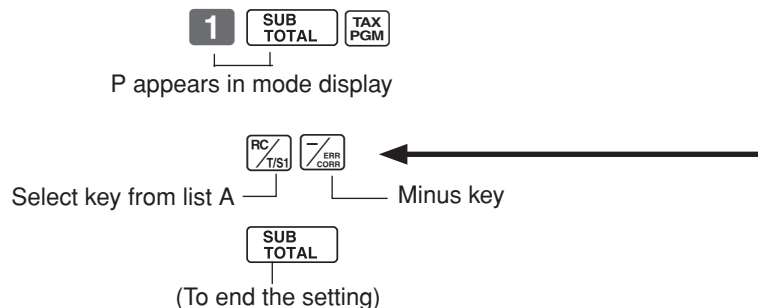 1 SUB TOTAL TAX PGM
P appears in mode display
RC/T/S1 −/ERR CORR
Select key from list A Minus key
SUB TOTAL
(To end the setting)